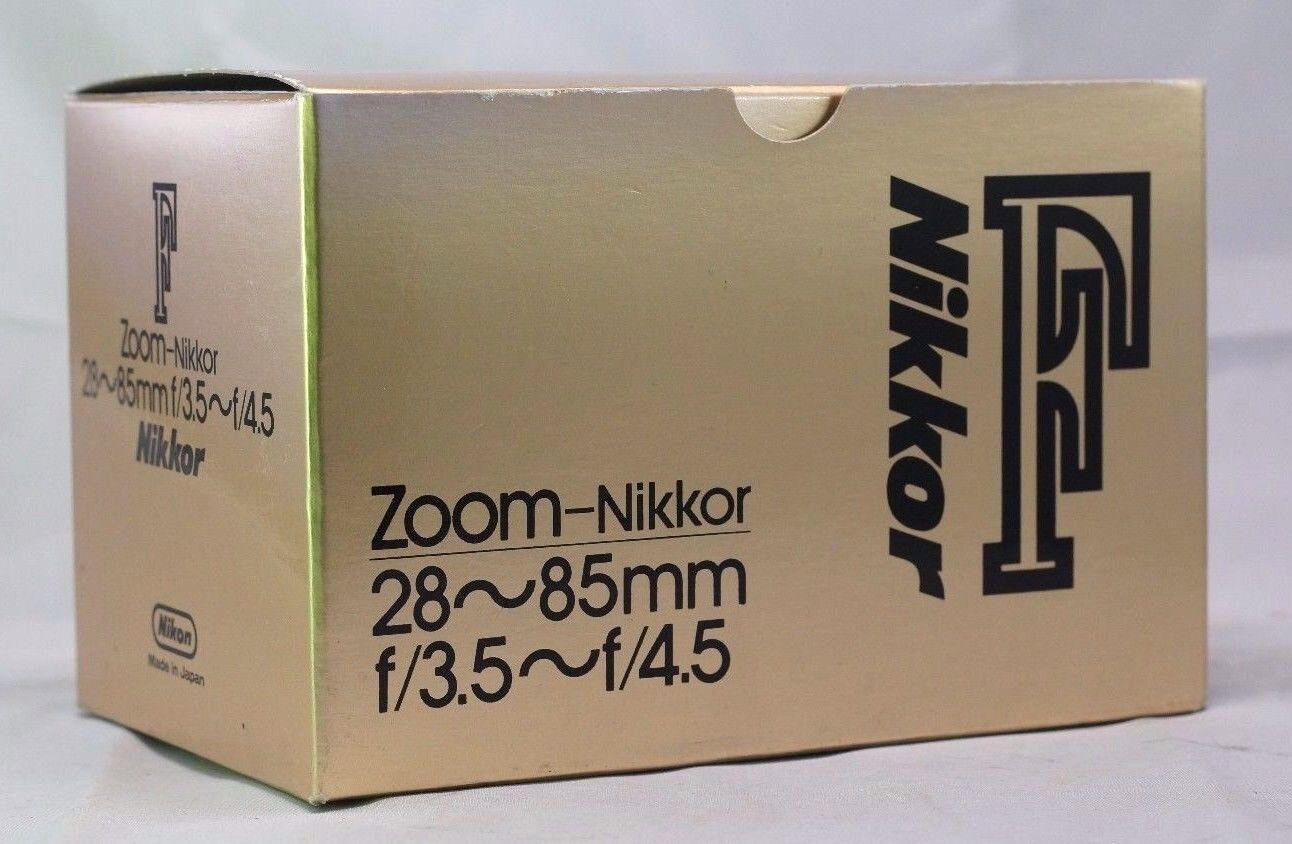 F
Zoom-Nikkor
28～85mm f/3.5～f/4.5
Nikkor
Nikon
Made in Japan
Zoom-Nikkor
28～85mm
f/3.5～f/4.5
F
Nikkor